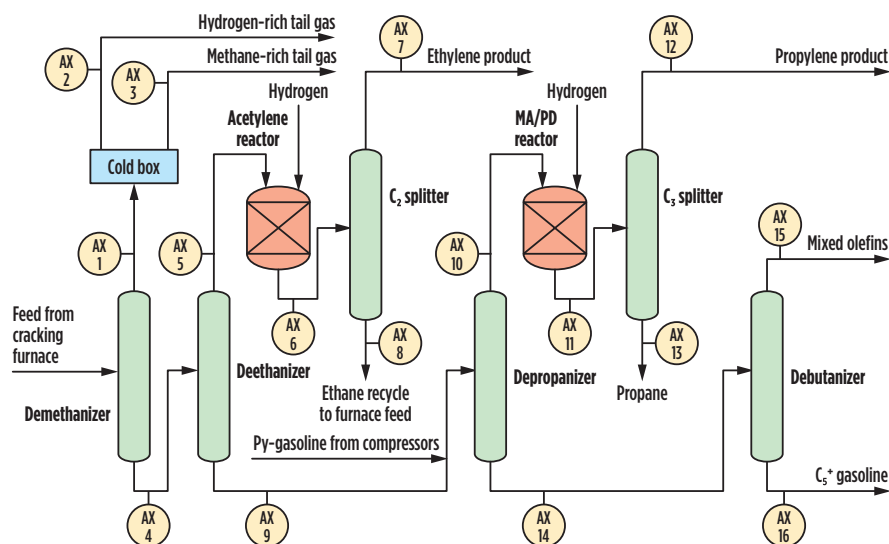 Hydrogen-rich tail gas
AX
2
AX
3
Methane-rich tail gas
AX
7
Ethylene product
AX
12
Propylene product
Hydrogen
Acetylene
reactor
Hydrogen
MA/PD
reactor
Cold box
C₂ splitter
C₃ splitter
AX
1
AX
5
AX
10
AX
15
Mixed olefins
Feed from
cracking
furnace
AX
6
AX
8
AX
11
AX
13
Deethanizer
Demethanizer
Ethane recycle
to furnace feed
Depropanizer
Propane
Debutanizer
Py-gasoline from compressors
C₅⁺ gasoline
AX
4
AX
9
AX
14
AX
16